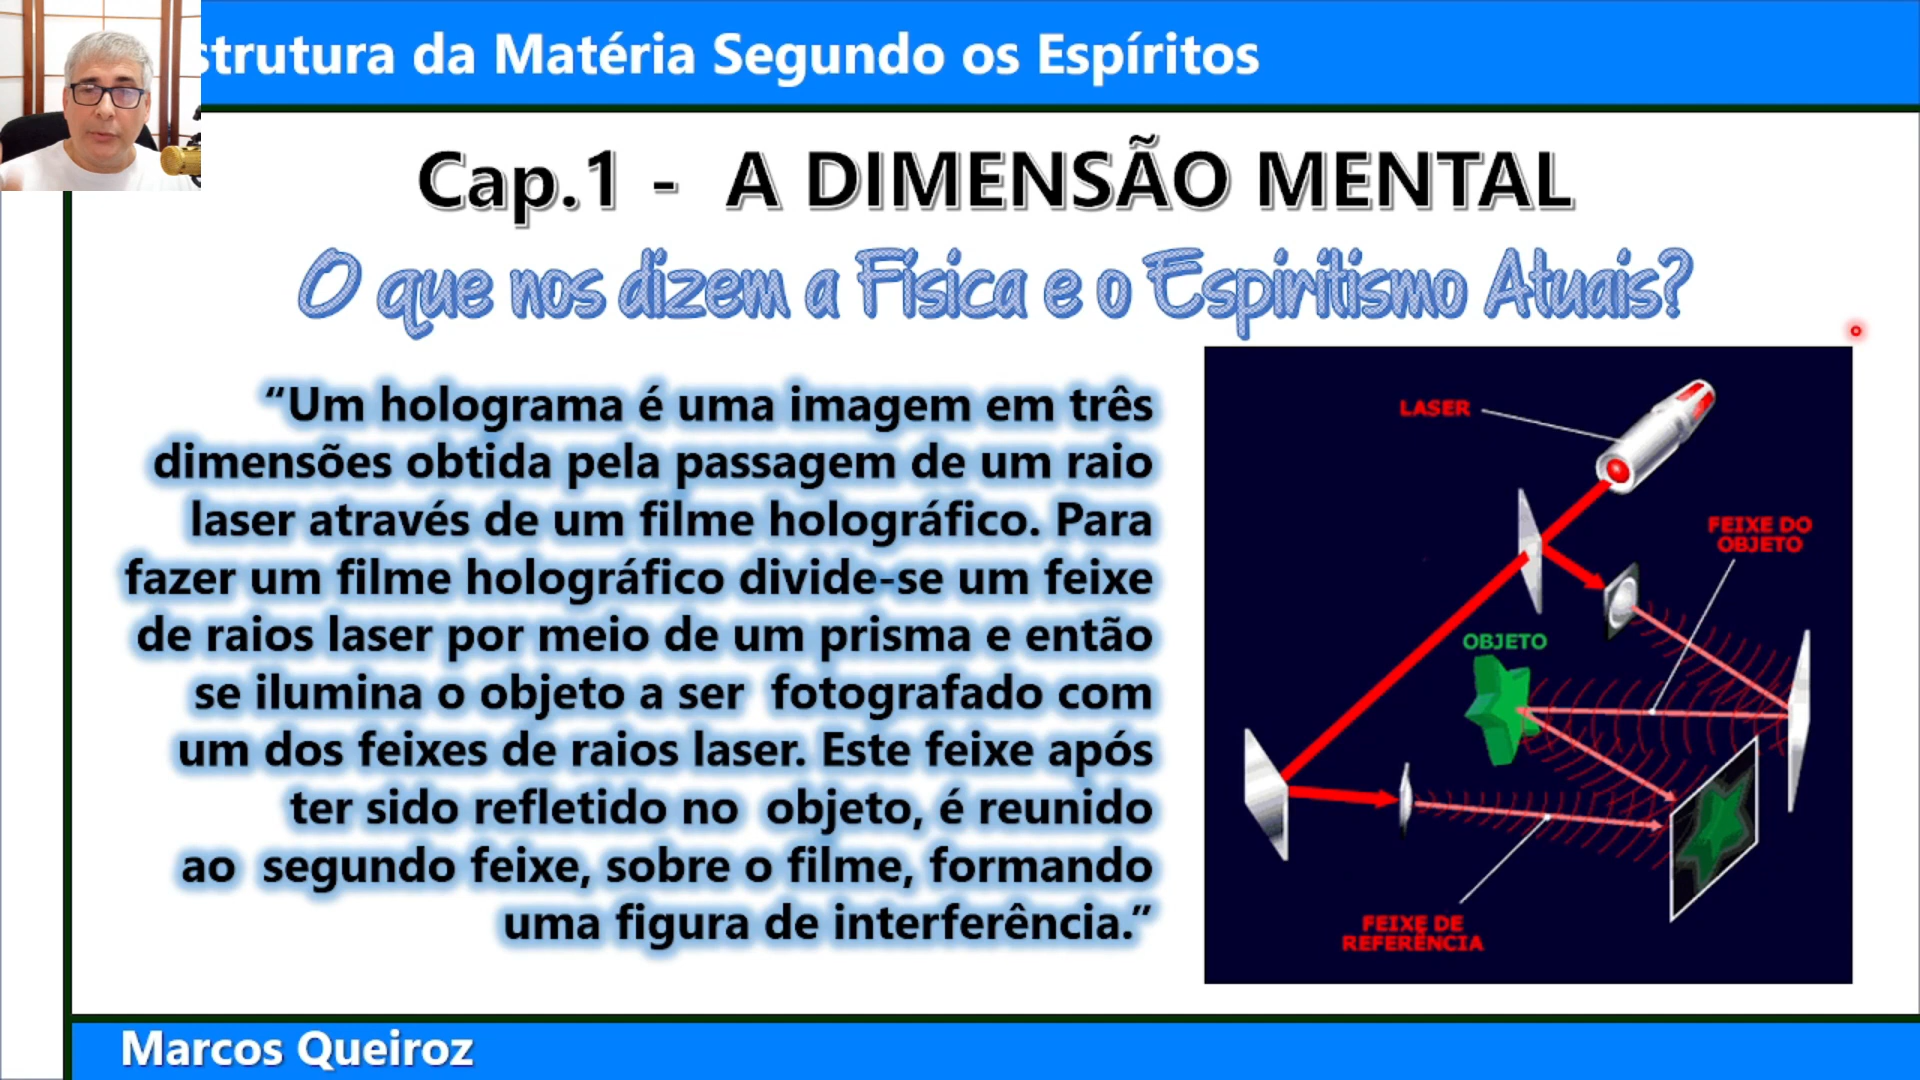 strutura da Matéria Segundo os Espíritos
Cap.1 - A DIMENSÃO MENTAL
O que nos dizem a Física e o Espiritismo Atuais?
“Um holograma é uma imagem em três
dimensões obtida pela passagem de um raio
laser através de um filme holográfico. Para
fazer um filme holográfico divide-se um feixe
de raios laser por meio de um prisma e então
se ilumina o objeto a ser fotografado com
um dos feixes de raios laser. Este feixe após
ter sido refletido no objeto, é reunido
ao segundo feixe, sobre o filme, formando
uma figura de interferência.”
LASER
FEIXE DO
OBJETO
OBJETO
FEIXE DE
REFERÊNCIA
Marcos Queiroz